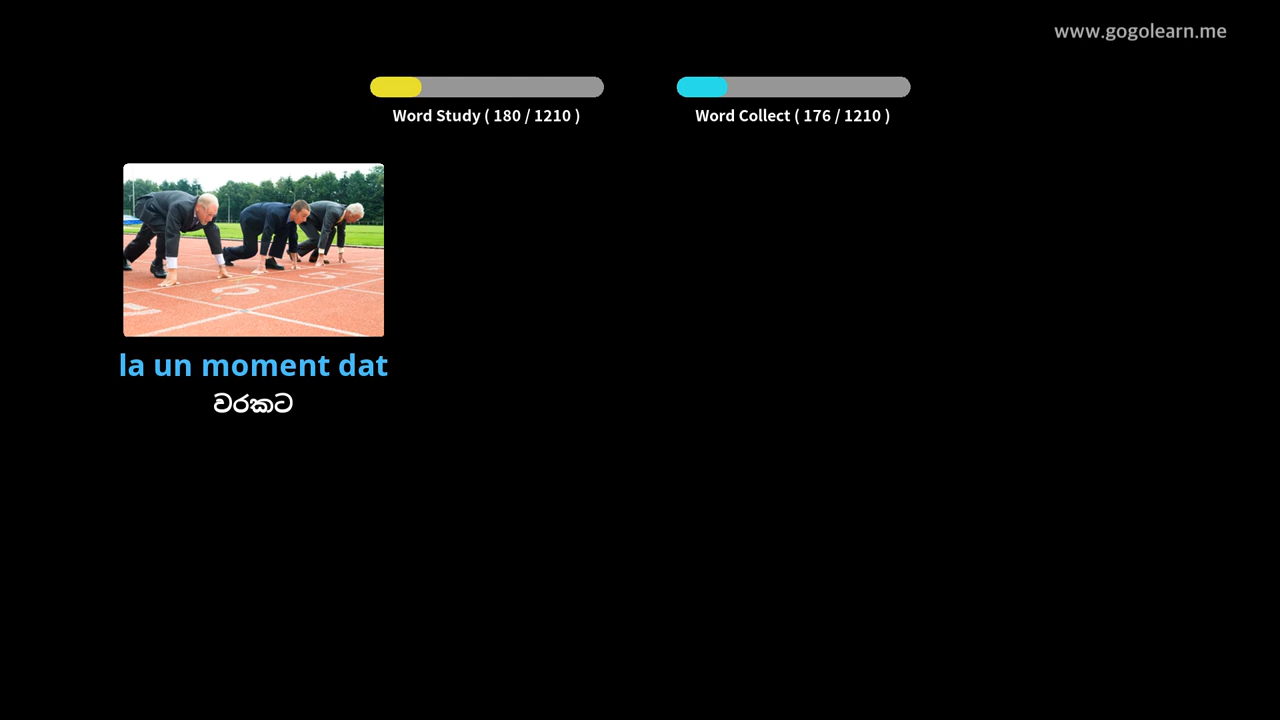 www.gogolearn.me
Word Study ( 180 / 1210 )
Word Collect ( 176 / 1210 )
la un moment dat
වරකට